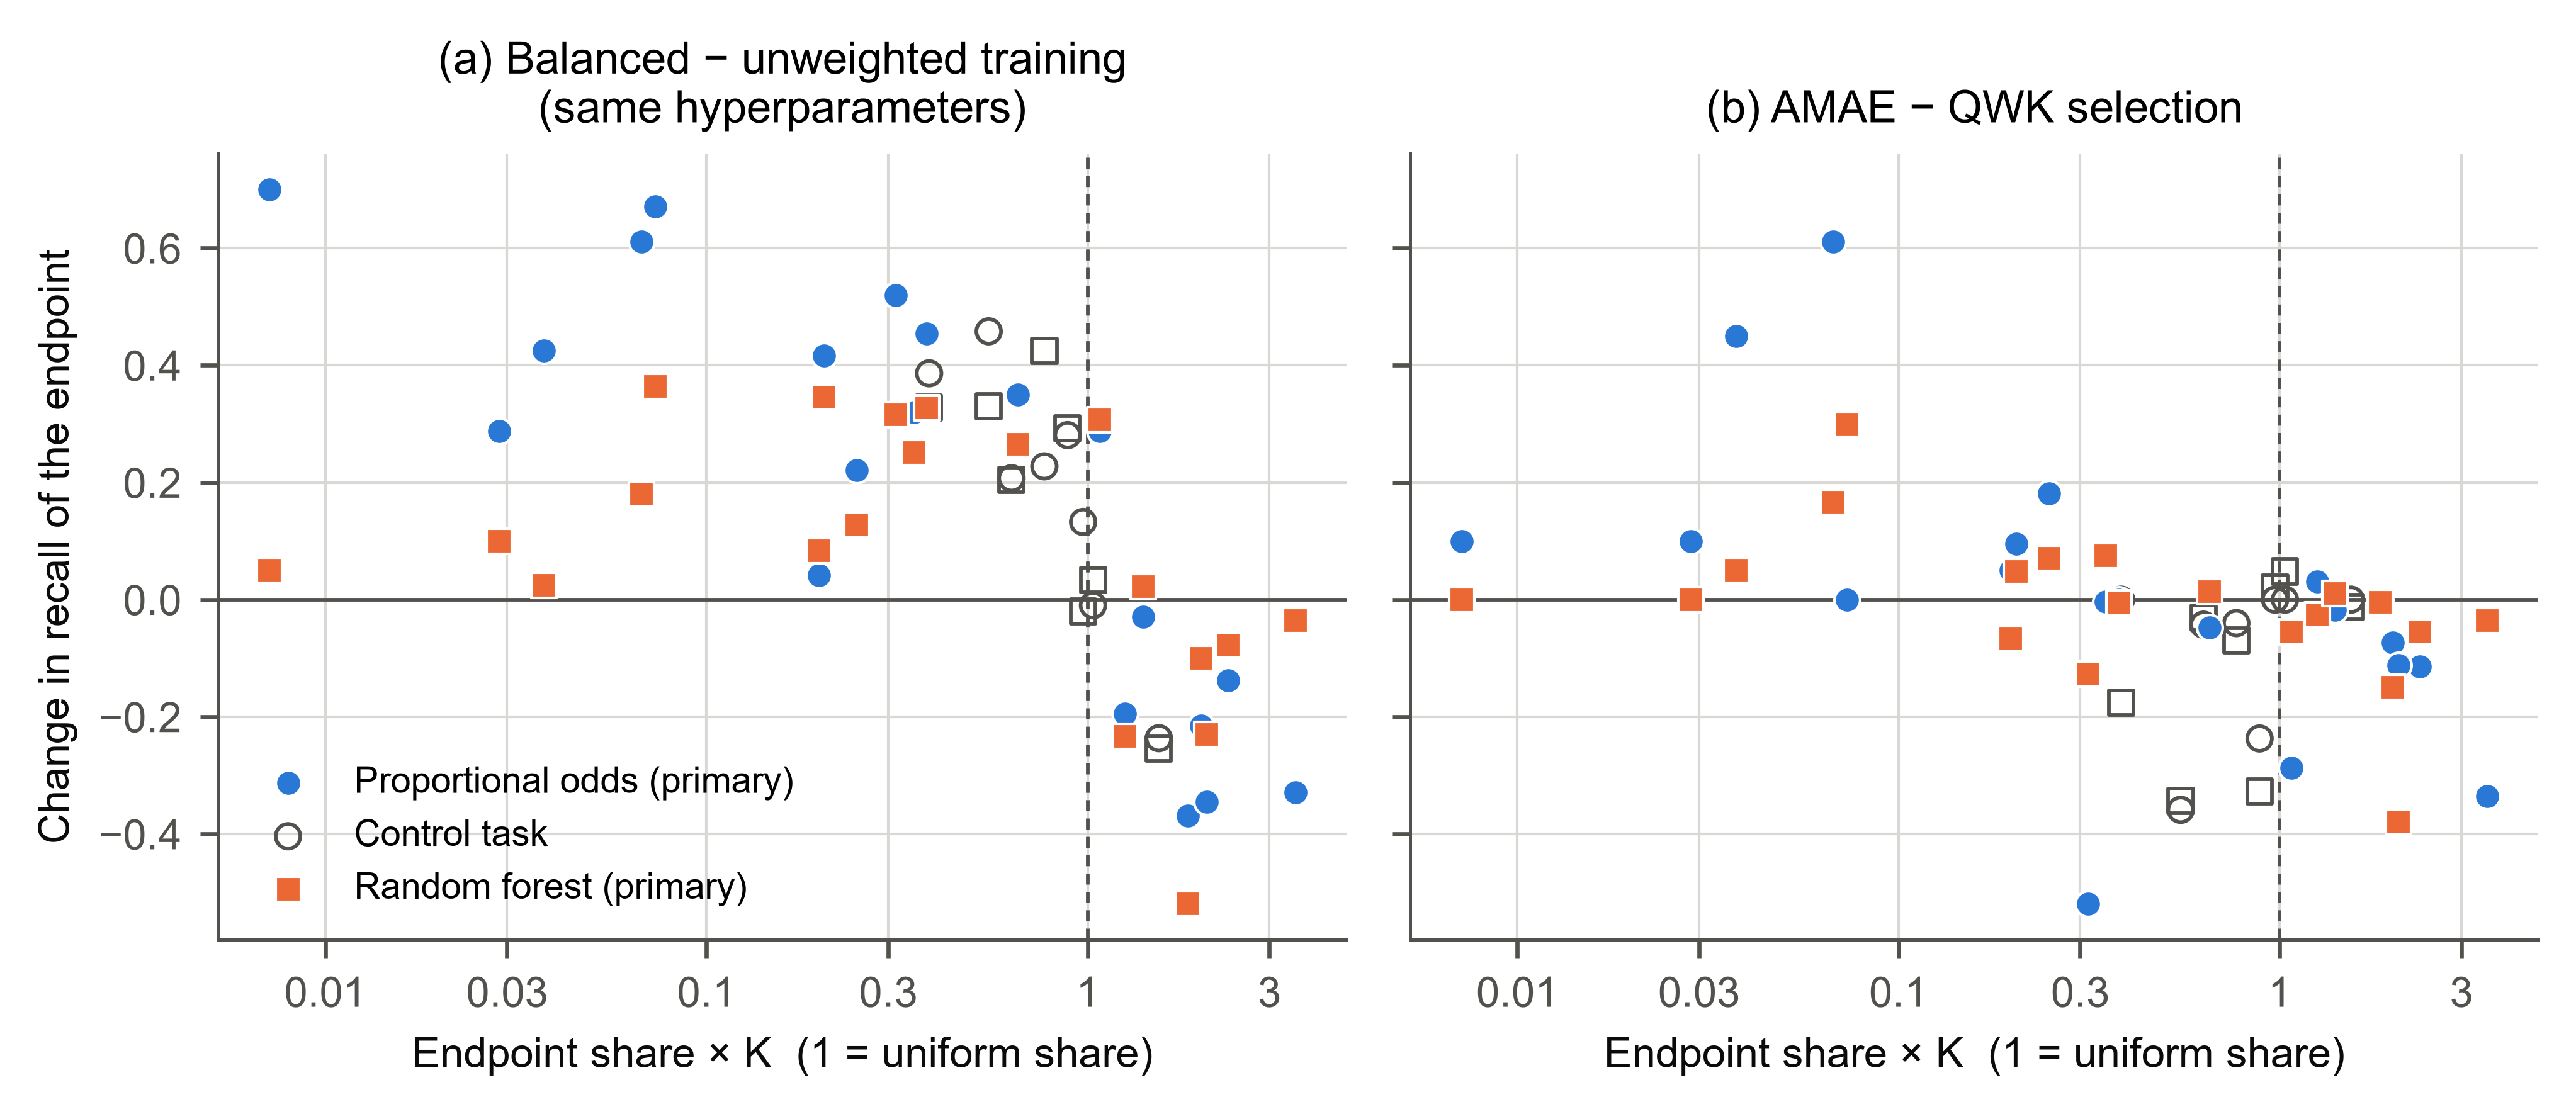 (a) Balanced − unweighted training
(same hyperparameters)
(b) AMAE − QWK selection
Change in recall of the endpoint
0.6
0.4
0.2
0.0
−0.2
−0.4
Proportional odds (primary)
Control task
Random forest (primary)
0.01
0.03
0.1
0.3
1
3
0.01
0.03
0.1
0.3
1
3
Endpoint share × K (1 = uniform share)
Endpoint share × K (1 = uniform share)